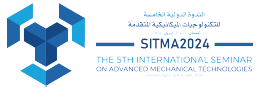 الندوة الدولية الخامسة
للتكنولوجيات الميكانيكية المتقدمة
SITMA2024
THE 5TH INTERNATIONAL SEMINAR
ON ADVANCED MECHANICAL TECHNOLOGIES